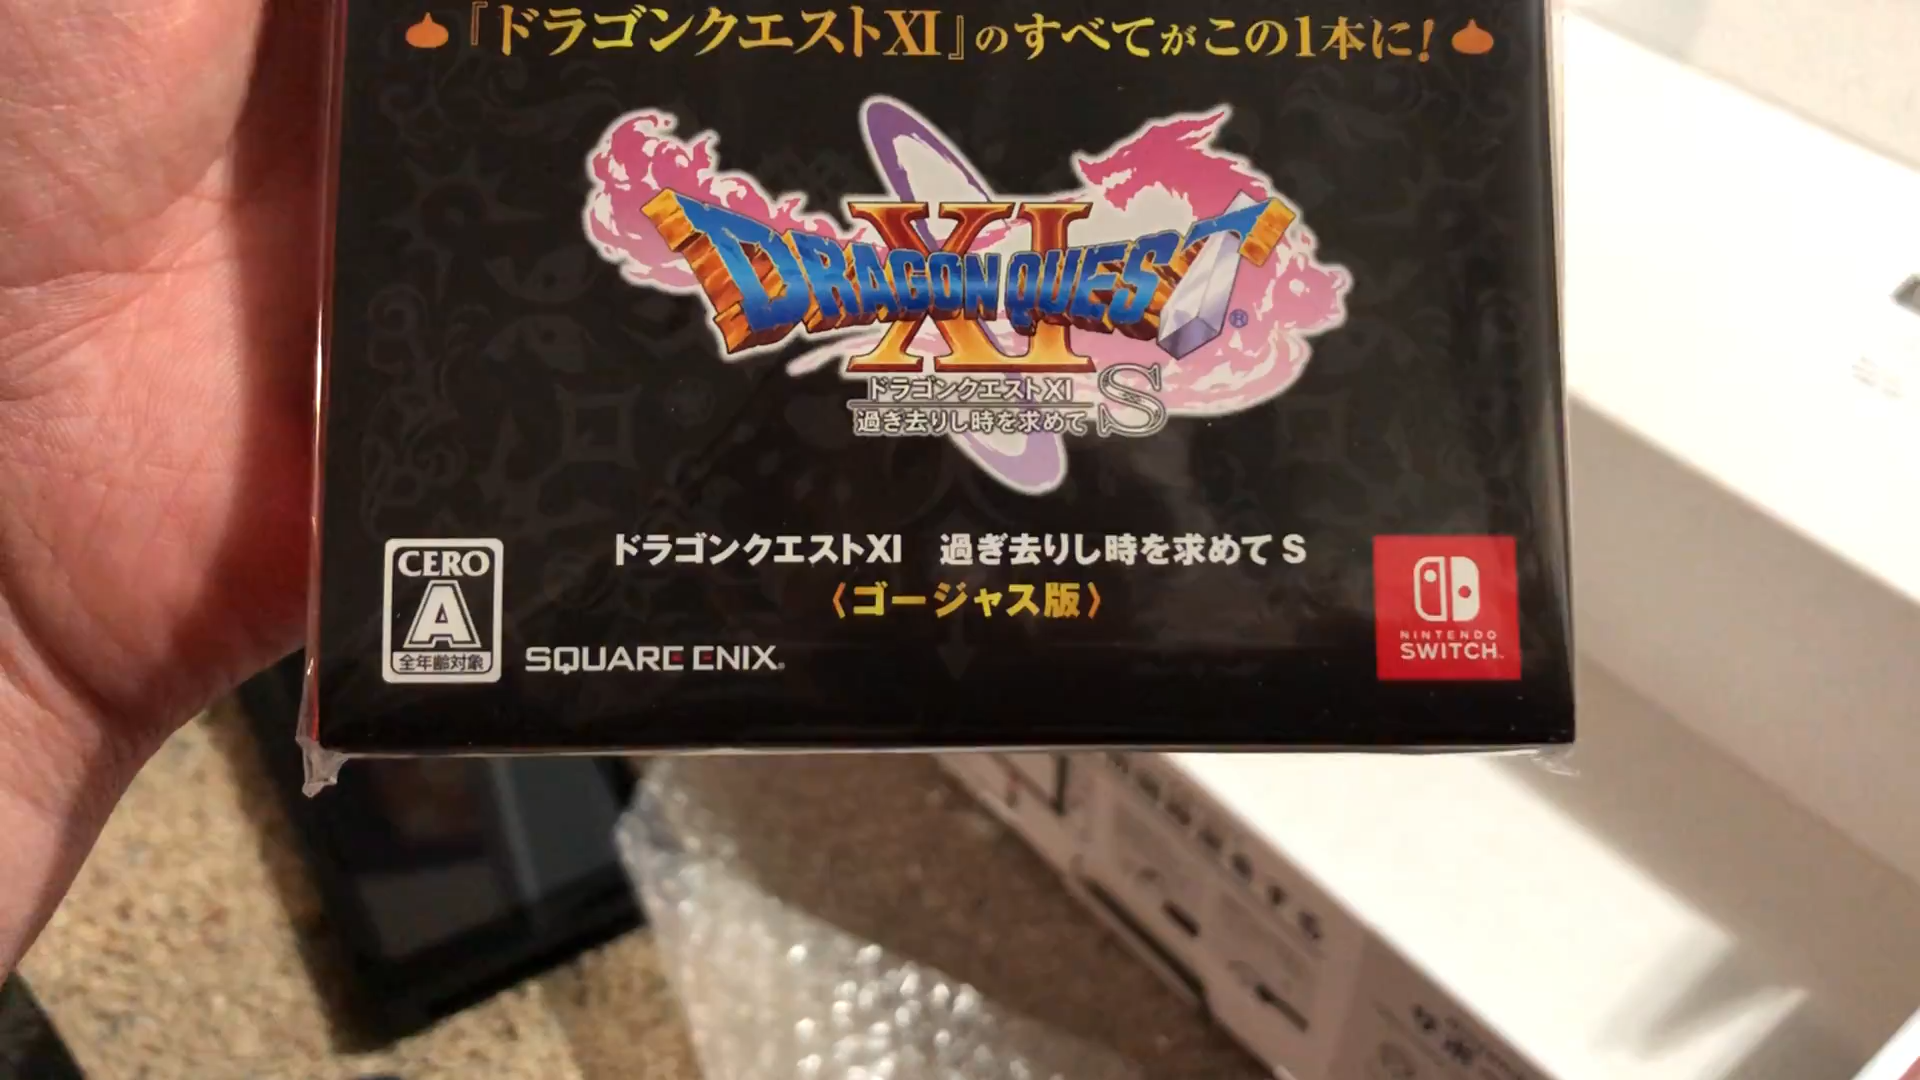 『ドラゴンクエストXI』のすべてがこの1本に!
DRAGON QUEST XI
ドラゴンクエストXI
過ぎ去りし時を求めて S
ドラゴンクエストXI 過ぎ去りし時を求めて S
〈ゴージャス版〉
CERO
A
全年齢対象
SQUARE ENIX.
NINTENDO
SWITCH